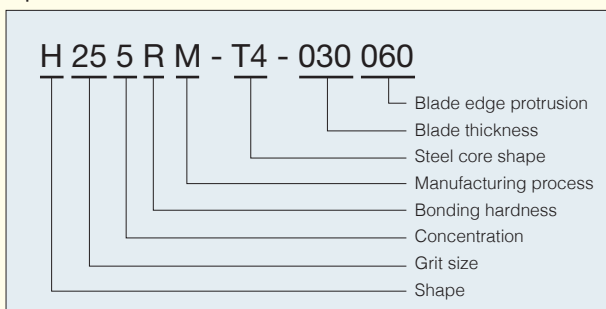 H 25 5 R M - T4 - 030 060
Blade edge protrusion
Blade thickness
Steel core shape
Manufacturing process
Bonding hardness
Concentration
Grit size
Shape